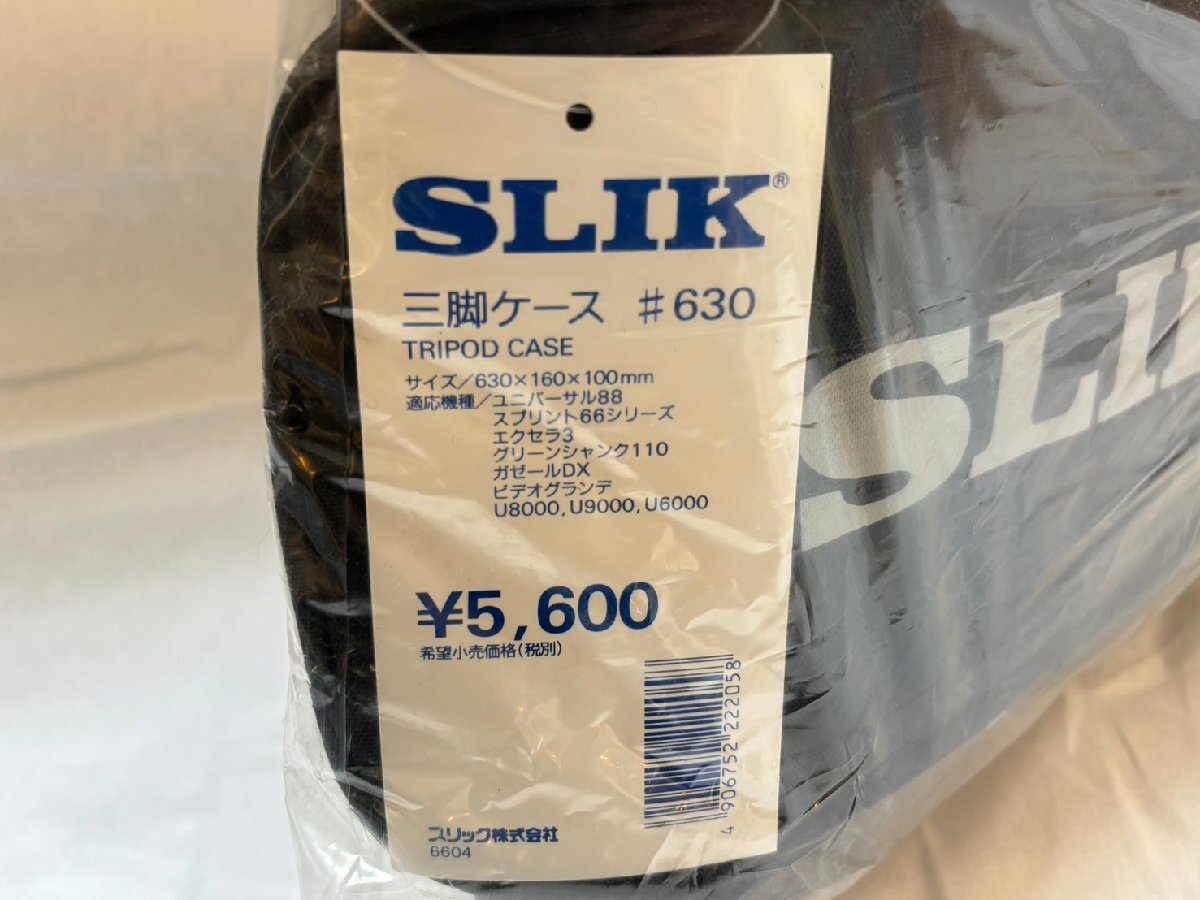 SLIK®
三脚ケース #630
TRIPOD CASE
サイズ/630×160×100mm
適応機種/ユニバーサル88
スプリント66シリーズ
エクセラ3
グリーンシャンク110
ガゼールDX
ビデオグランデ
U8000, U9000, U6000
¥5,600
希望小売価格(税別)
4 906752 222058
スリック株式会社
6604
SLI